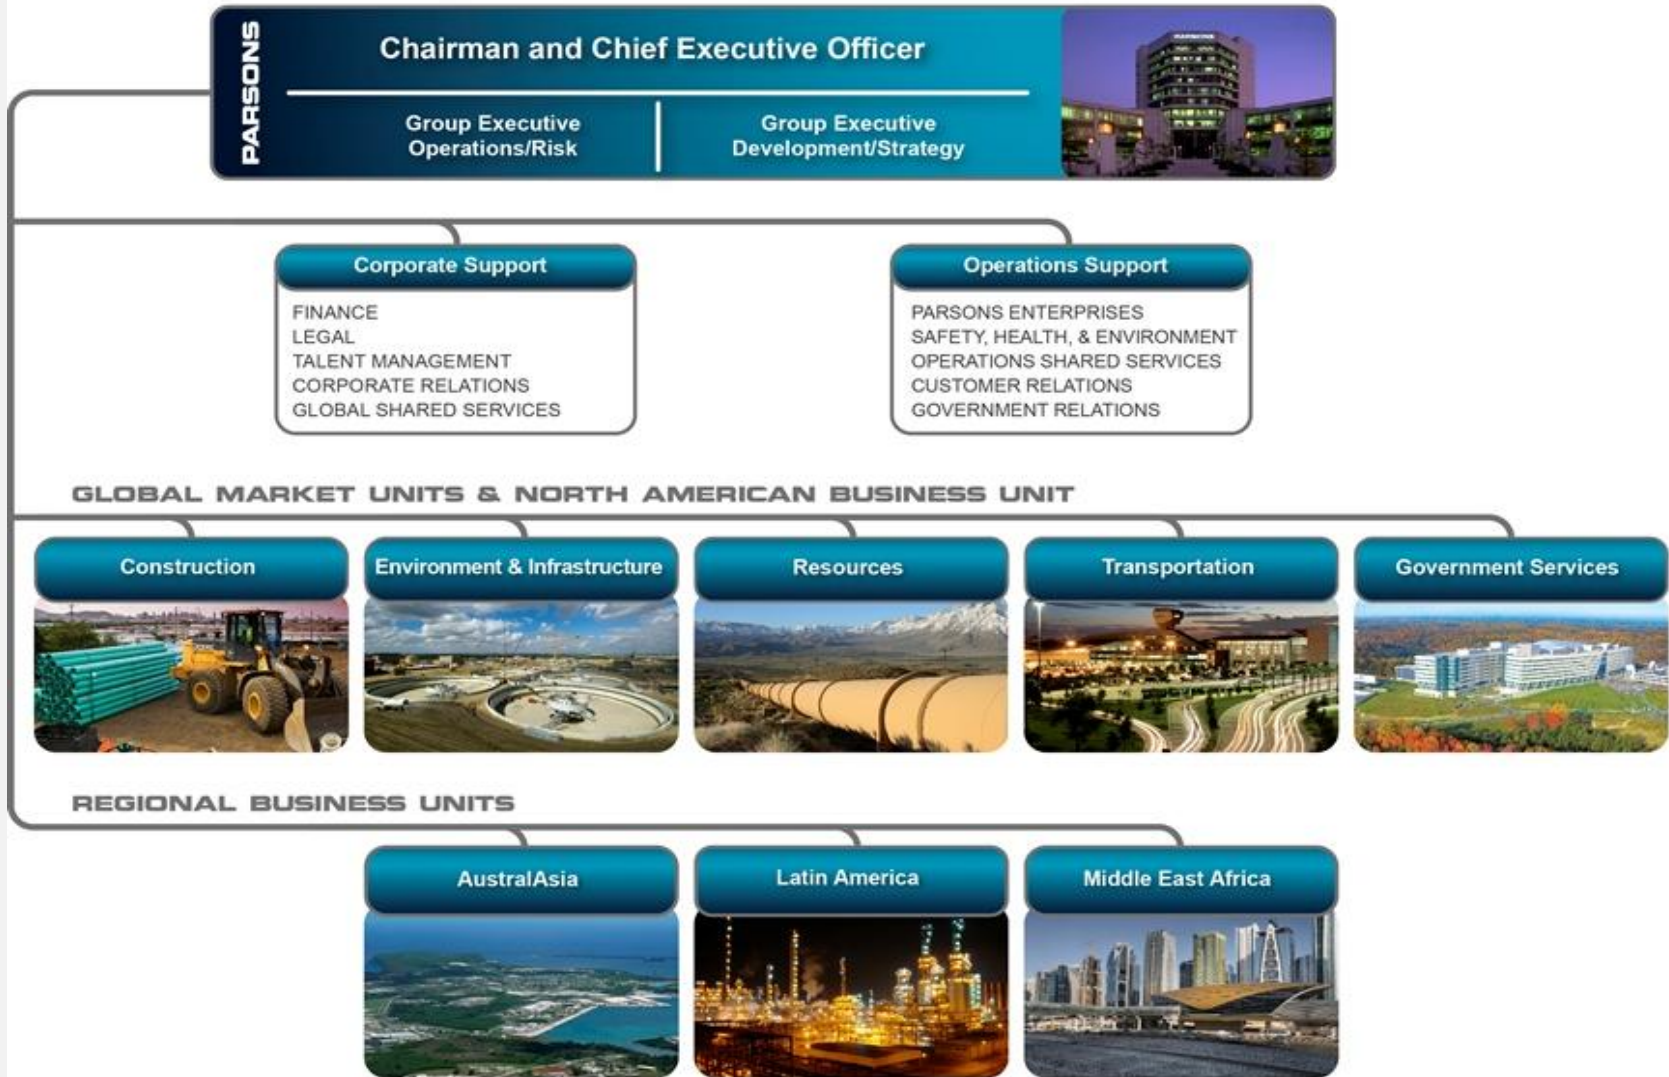 PARSONS
Chairman and Chief Executive Officer
Group Executive
Operations/Risk
Group Executive
Development/Strategy
PARSONS
Corporate Support
FINANCE
LEGAL
TALENT MANAGEMENT
CORPORATE RELATIONS
GLOBAL SHARED SERVICES
Operations Support
PARSONS ENTERPRISES
SAFETY, HEALTH, & ENVIRONMENT
OPERATIONS SHARED SERVICES
CUSTOMER RELATIONS
GOVERNMENT RELATIONS
GLOBAL MARKET UNITS & NORTH AMERICAN BUSINESS UNIT
Construction
Environment & Infrastructure
Resources
Transportation
Government Services
REGIONAL BUSINESS UNITS
AustralAsia
Latin America
Middle East Africa